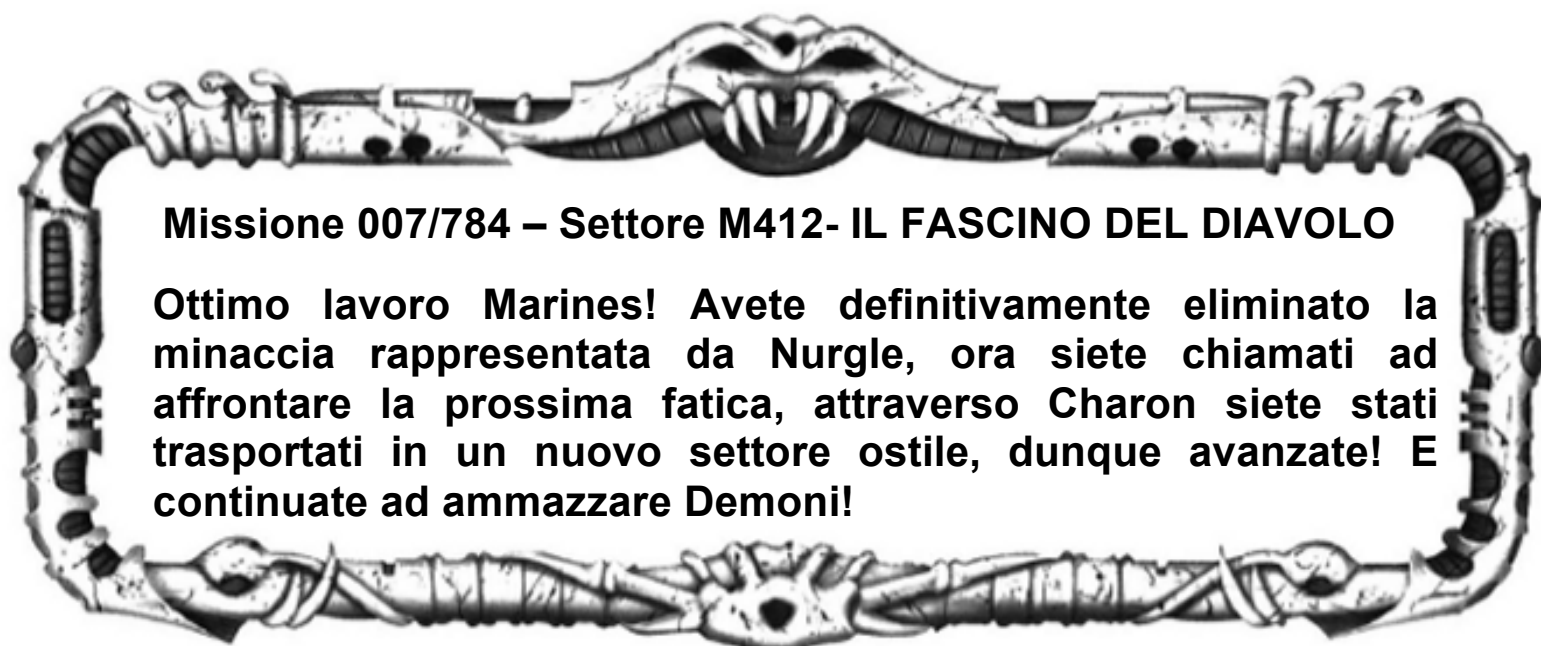 Missione 007/784 – Settore M412- IL FASCINO DEL DIAVOLO
Ottimo lavoro Marines! Avete definitivamente eliminato la
minaccia rappresentata da Nurgle, ora siete chiamati ad
affrontare la prossima fatica, attraverso Charon siete stati
trasportati in un nuovo settore ostile, dunque avanzate! E
continuate ad ammazzare Demoni!